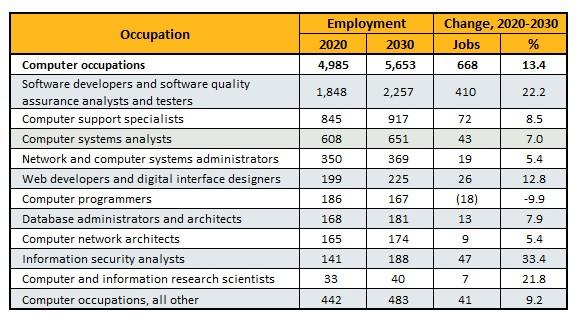 Occupation Employment Change, 2020-2030
2020 2030 Jobs %
Computer occupations 4,985 5,653 668 13.4
Software developers and software quality
assurance analysts and testers 1,848 2,257 410 22.2
Computer support specialists 845 917 72 8.5
Computer systems analysts 608 651 43 7.0
Network and computer systems administrators 350 369 19 5.4
Web developers and digital interface designers 199 225 26 12.8
Computer programmers 186 167 (18) -9.9
Database administrators and architects 168 181 13 7.9
Computer network architects 165 174 9 5.4
Information security analysts 141 188 47 33.4
Computer and information research scientists 33 40 7 21.8
Computer occupations, all other 442 483 41 9.2